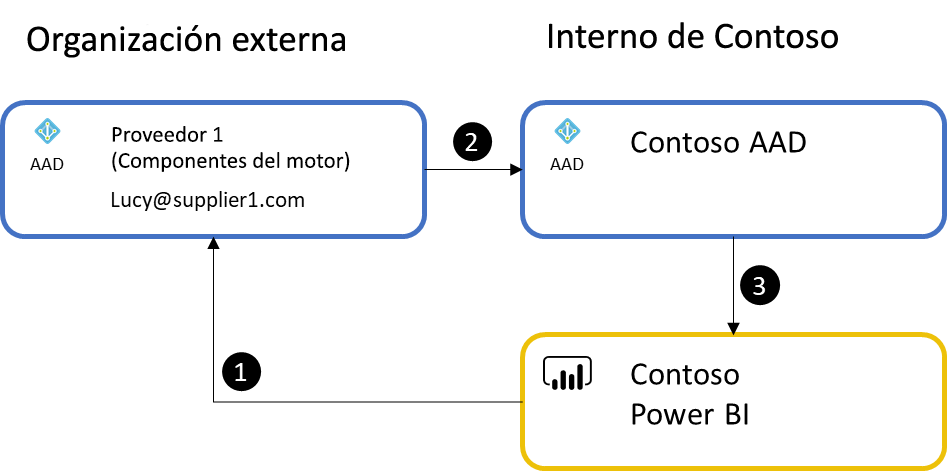 Organización externa
Interno de Contoso
AAD
Proveedor 1
(Componentes del motor)
Lucy@supplier1.com
2
AAD
Contoso AAD
3
1
Contoso
Power BI